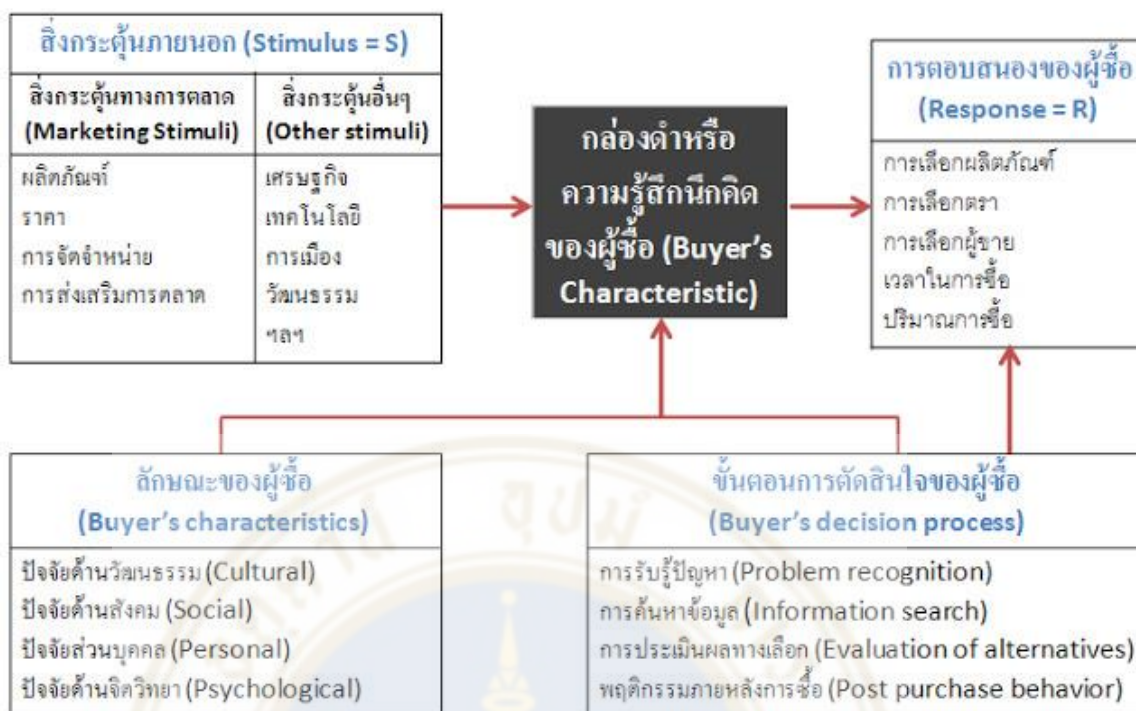 สิ่งกระตุ้นภายนอก (Stimulus = S)
สิ่งกระตุ้นทางการตลาด
(Marketing Stimuli)
ผลิตภัณฑ์
ราคา
การจัดจำหน่าย
การส่งเสริมการตลาด
สิ่งกระตุ้นอื่นๆ
(Other stimuli)
เศรษฐกิจ
เทคโนโลยี
การเมือง
วัฒนธรรม
ฯลฯ
กล่องดำหรือ
ความรู้สึกนึกคิด
ของผู้ซื้อ (Buyer's
Characteristic)
การตอบสนองของผู้ซื้อ
(Response = R)
การเลือกผลิตภัณฑ์
การเลือกตรา
การเลือกผู้ขาย
เวลาในการซื้อ
ปริมาณการซื้อ
ลักษณะของผู้ซื้อ
(Buyer's characteristics)
ปัจจัยด้านวัฒนธรรม (Cultural)
ปัจจัยด้านสังคม (Social)
ปัจจัยส่วนบุคคล (Personal)
ปัจจัยด้านจิตวิทยา (Psychological)
ขั้นตอนการตัดสินใจของผู้ซื้อ
(Buyer's decision process)
การรับรู้ปัญหา (Problem recognition)
การค้นหาข้อมูล (Information search)
การประเมินผลทางเลือก (Evaluation of alternatives)
พฤติกรรมภายหลังการซื้อ (Post purchase behavior)